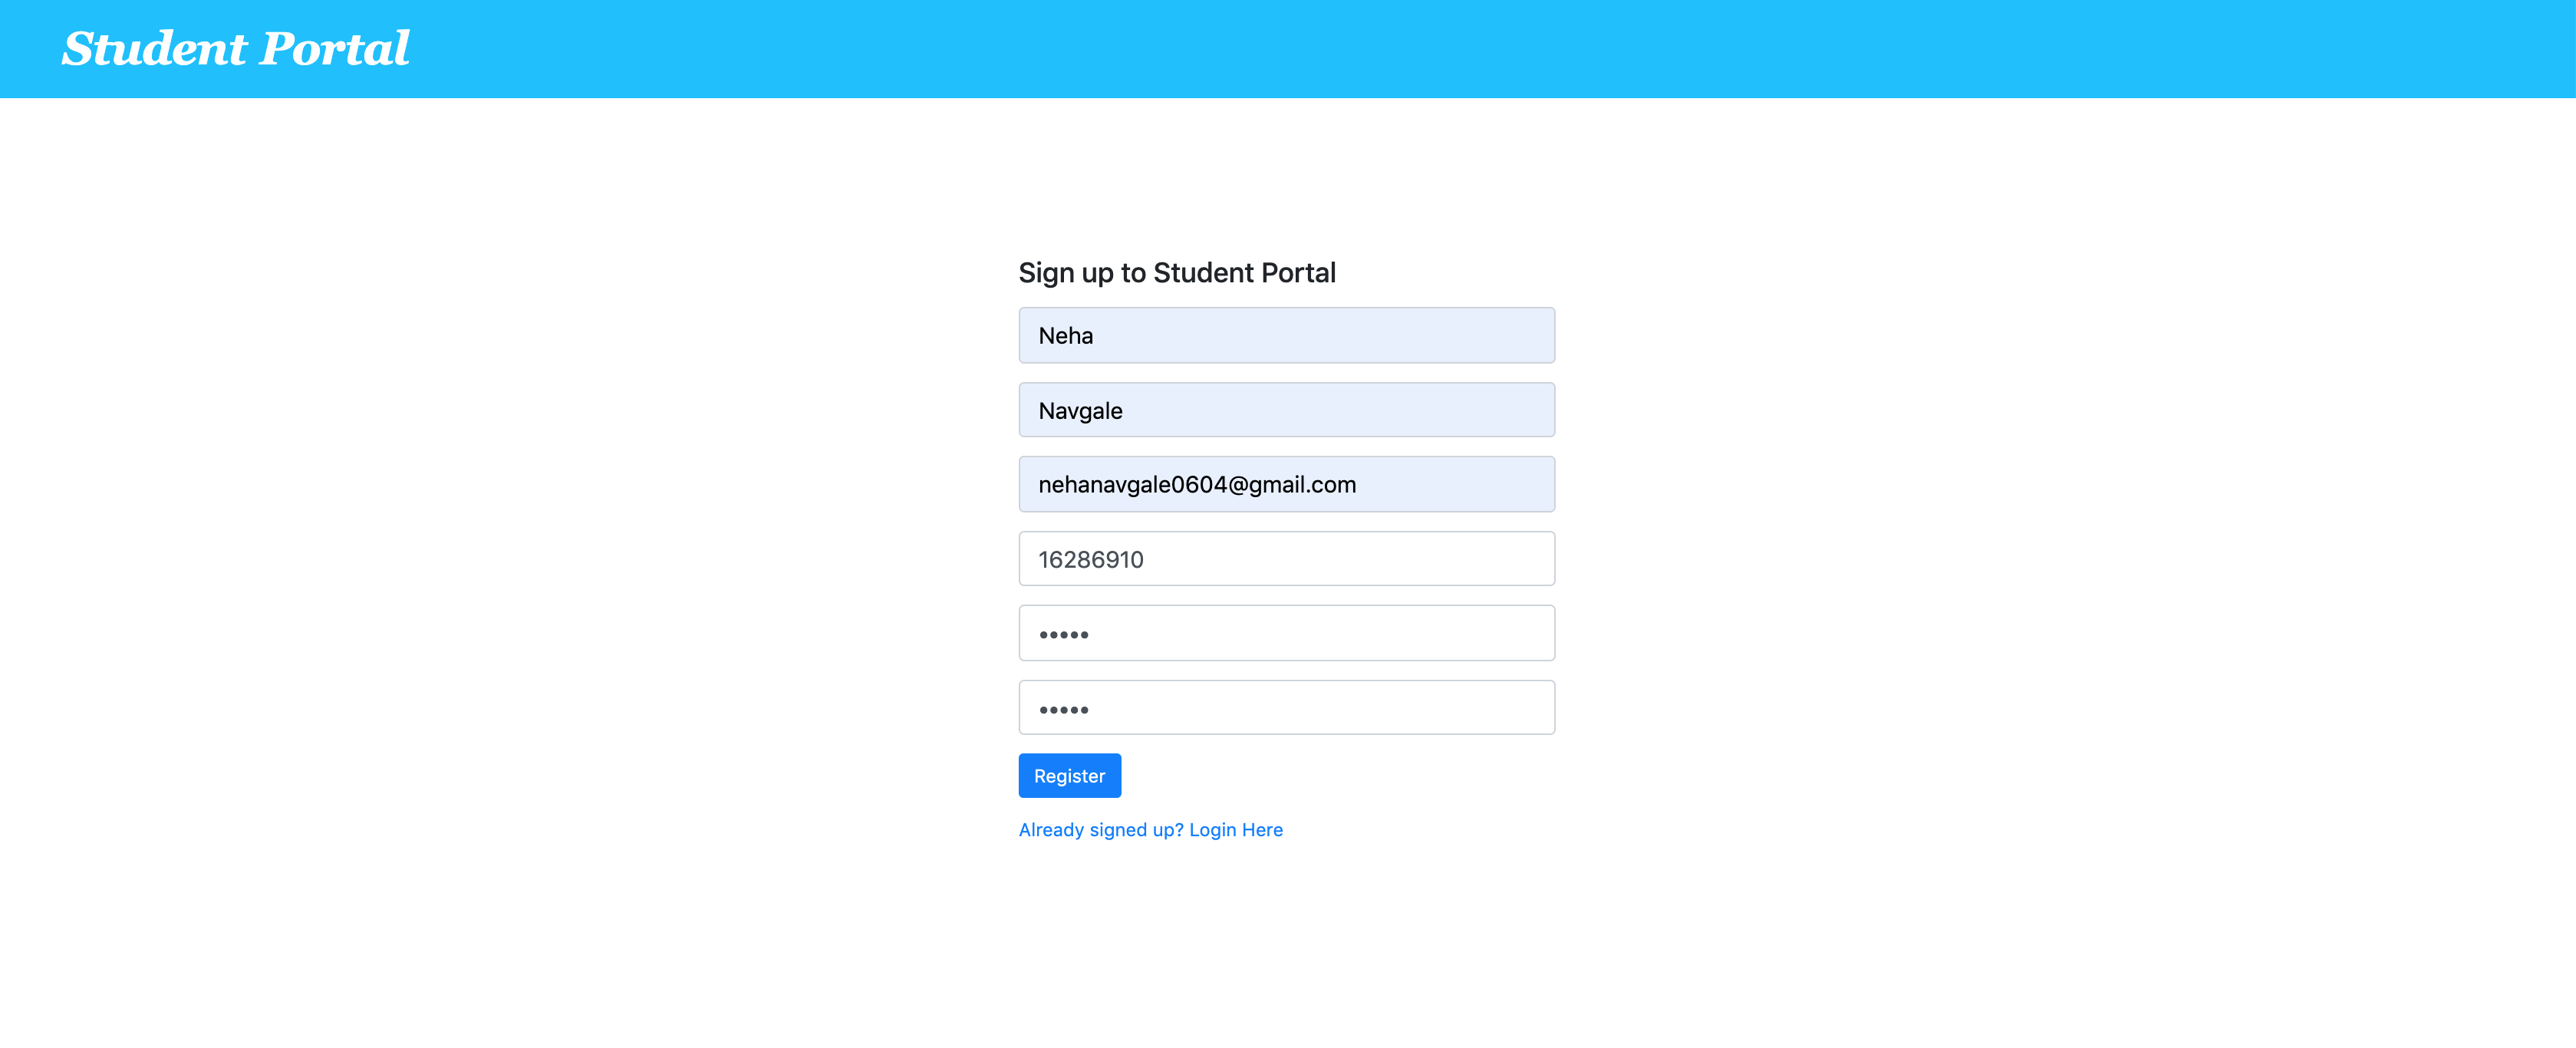 Student Portal
Sign up to Student Portal
Neha
Navgale
nehanavgale0604@gmail.com
16286910
•••••
•••••
Register
Already signed up? Login Here